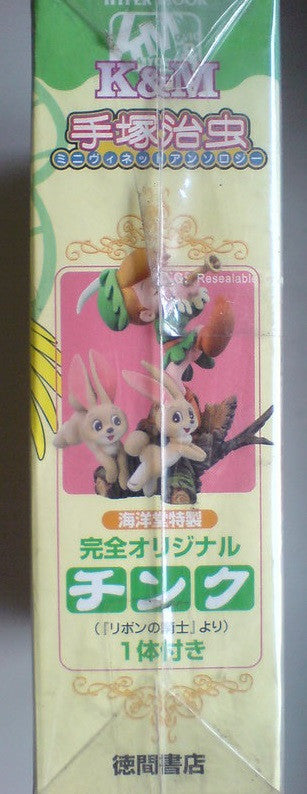 HYPER BOOK
K&M
手塚治虫
ミニヴィネットアンソロジー
Resealable
海洋堂特製
完全オリジナル
チンク
(『リボンの騎士』より)
1体付き
徳間書店